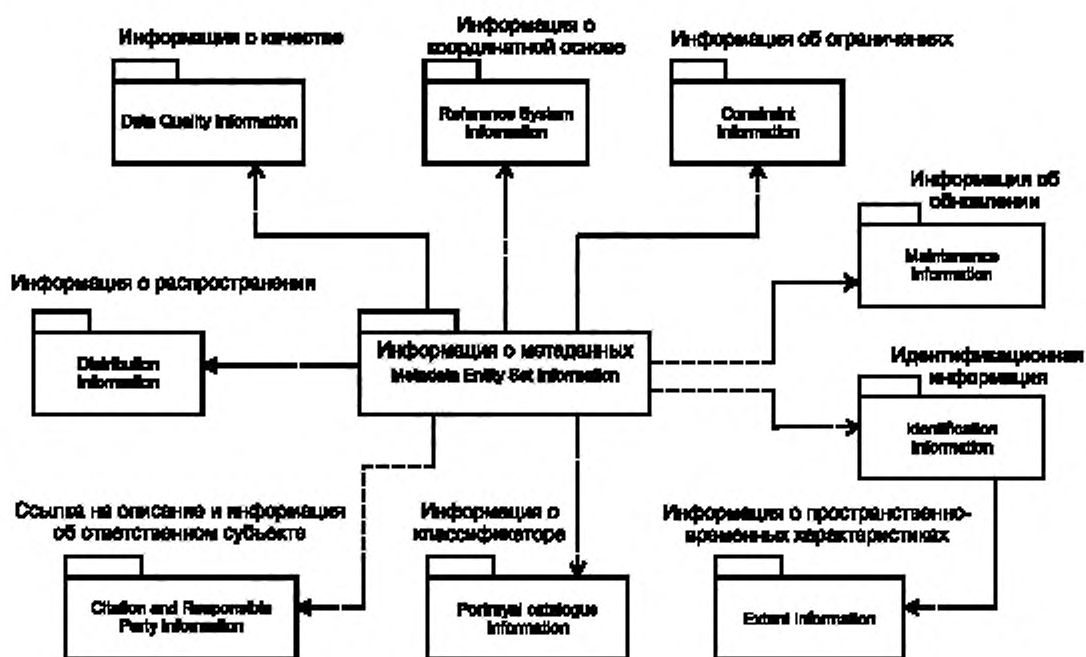 Информация о качестве
Data Quality Information
Информация о
координатной основе
Reference System
Information
Информация об ограничениях
Constraint
Information
Информация об
обновлении
Maintenance
Information
Информация о распространении
Distribution
Information
Информация о метаданных
Metadata Entity Set Information
Идентификационная
информация
Identification
Information
Ссылка на описание и информация
об ответственном субъекте
Citation and Responsible
Party Information
Информация о
классификаторе
Portrayal catalogue
Information
Информация о пространственно-
временных характеристиках
Extent Information